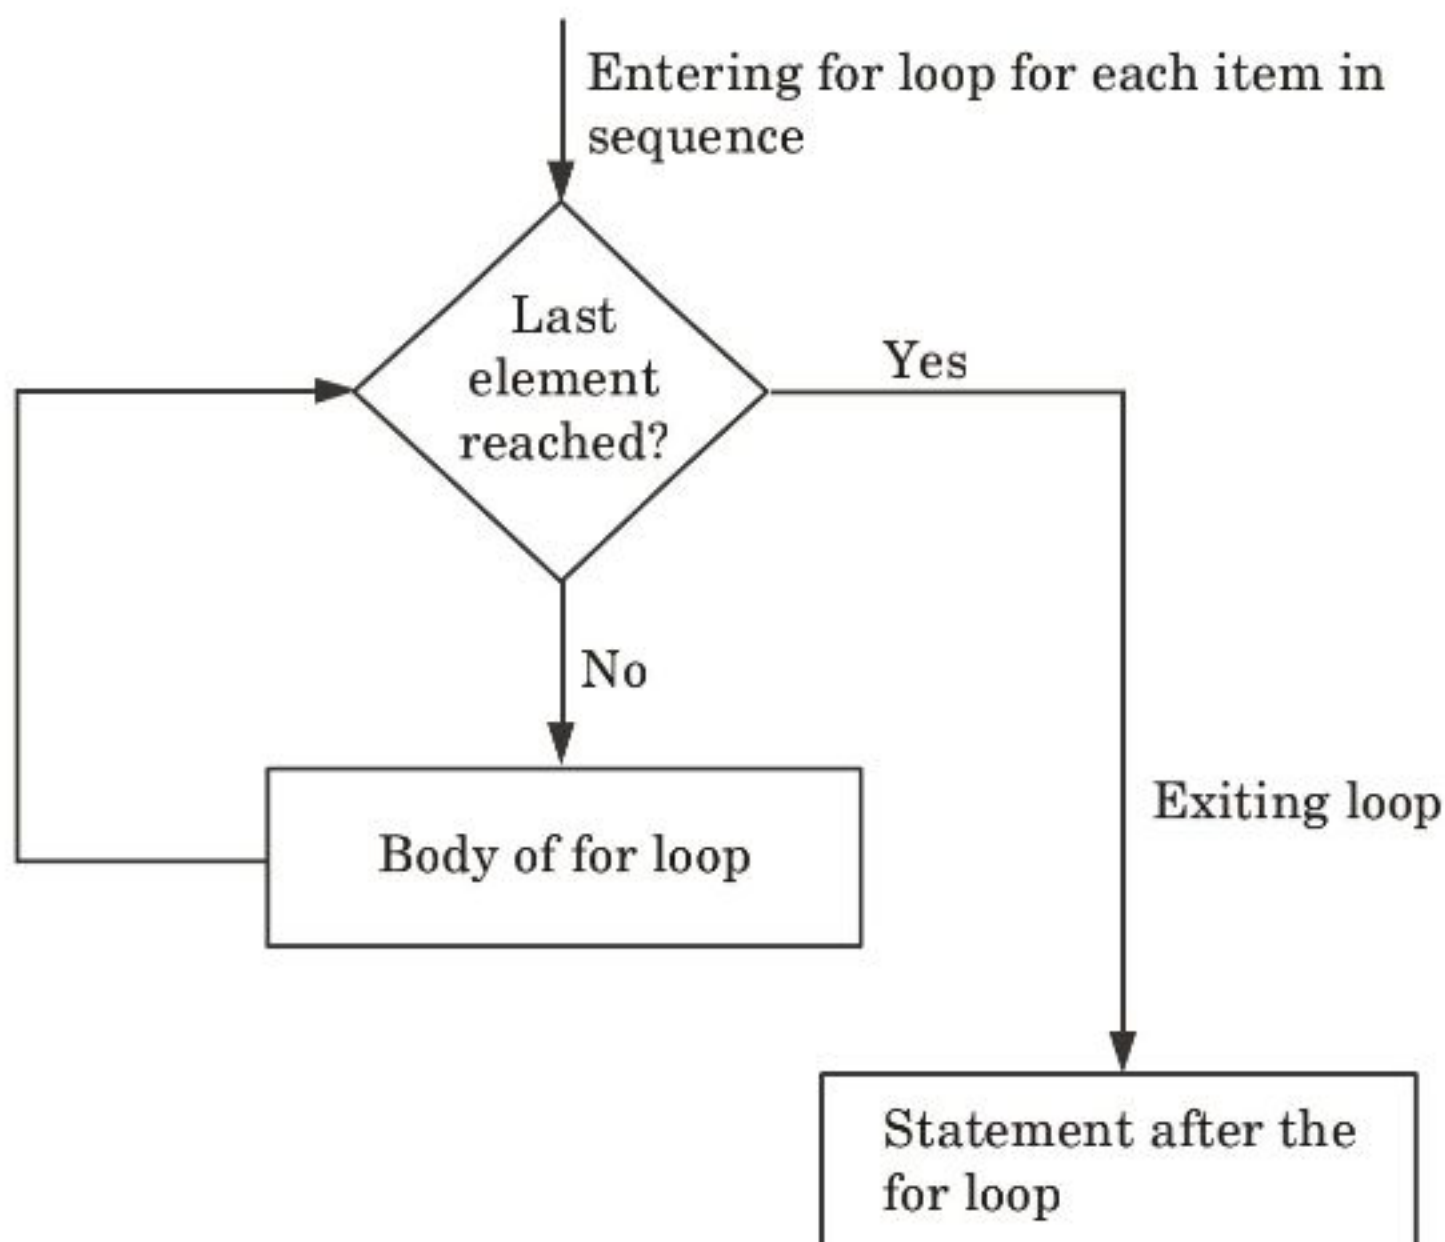 Entering for loop for each item in
sequence
Last
element
reached?
Yes
No
Body of for loop
Exiting loop
Statement after the
for loop